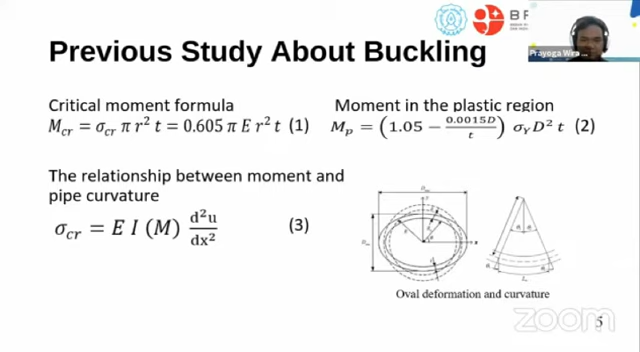 Previous Study About Buckling
Prayoga Wira
Critical moment formula
M_cr = σ_cr π r² t = 0.605 π E r² t (1)
Moment in the plastic region
M_p = (1.05 − 0.0015D/t) σ_Y D² t (2)
The relationship between moment and
pipe curvature
σ_cr = E I (M) d²u/dx² (3)
Oval deformation and curvature
zoom
5